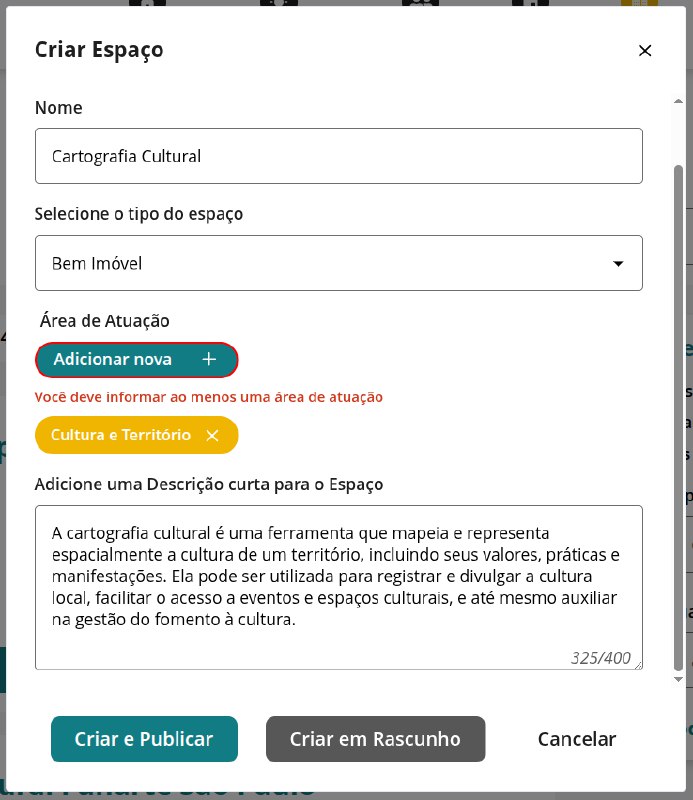 Criar Espaço
Nome
Cartografia Cultural
Selecione o tipo do espaço
Bem Imóvel
Área de Atuação
Adicionar nova
Você deve informar ao menos uma área de atuação
Cultura e Território
Adicione uma Descrição curta para o Espaço
A cartografia cultural é uma ferramenta que mapeia e representa
espacialmente a cultura de um território, incluindo seus valores, práticas e
manifestações. Ela pode ser utilizada para registrar e divulgar a cultura
local, facilitar o acesso a eventos e espaços culturais, e até mesmo auxiliar
na gestão do fomento à cultura.
325/400
Criar e Publicar
Criar em Rascunho
Cancelar